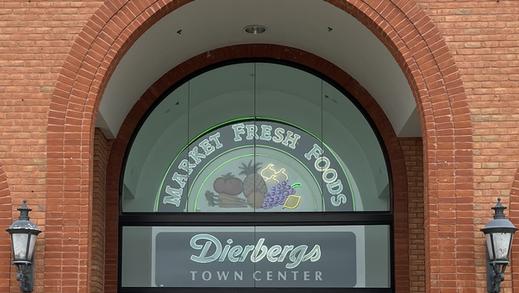 MARKET FRESH FOODS
Dierbergs
TOWN CENTER